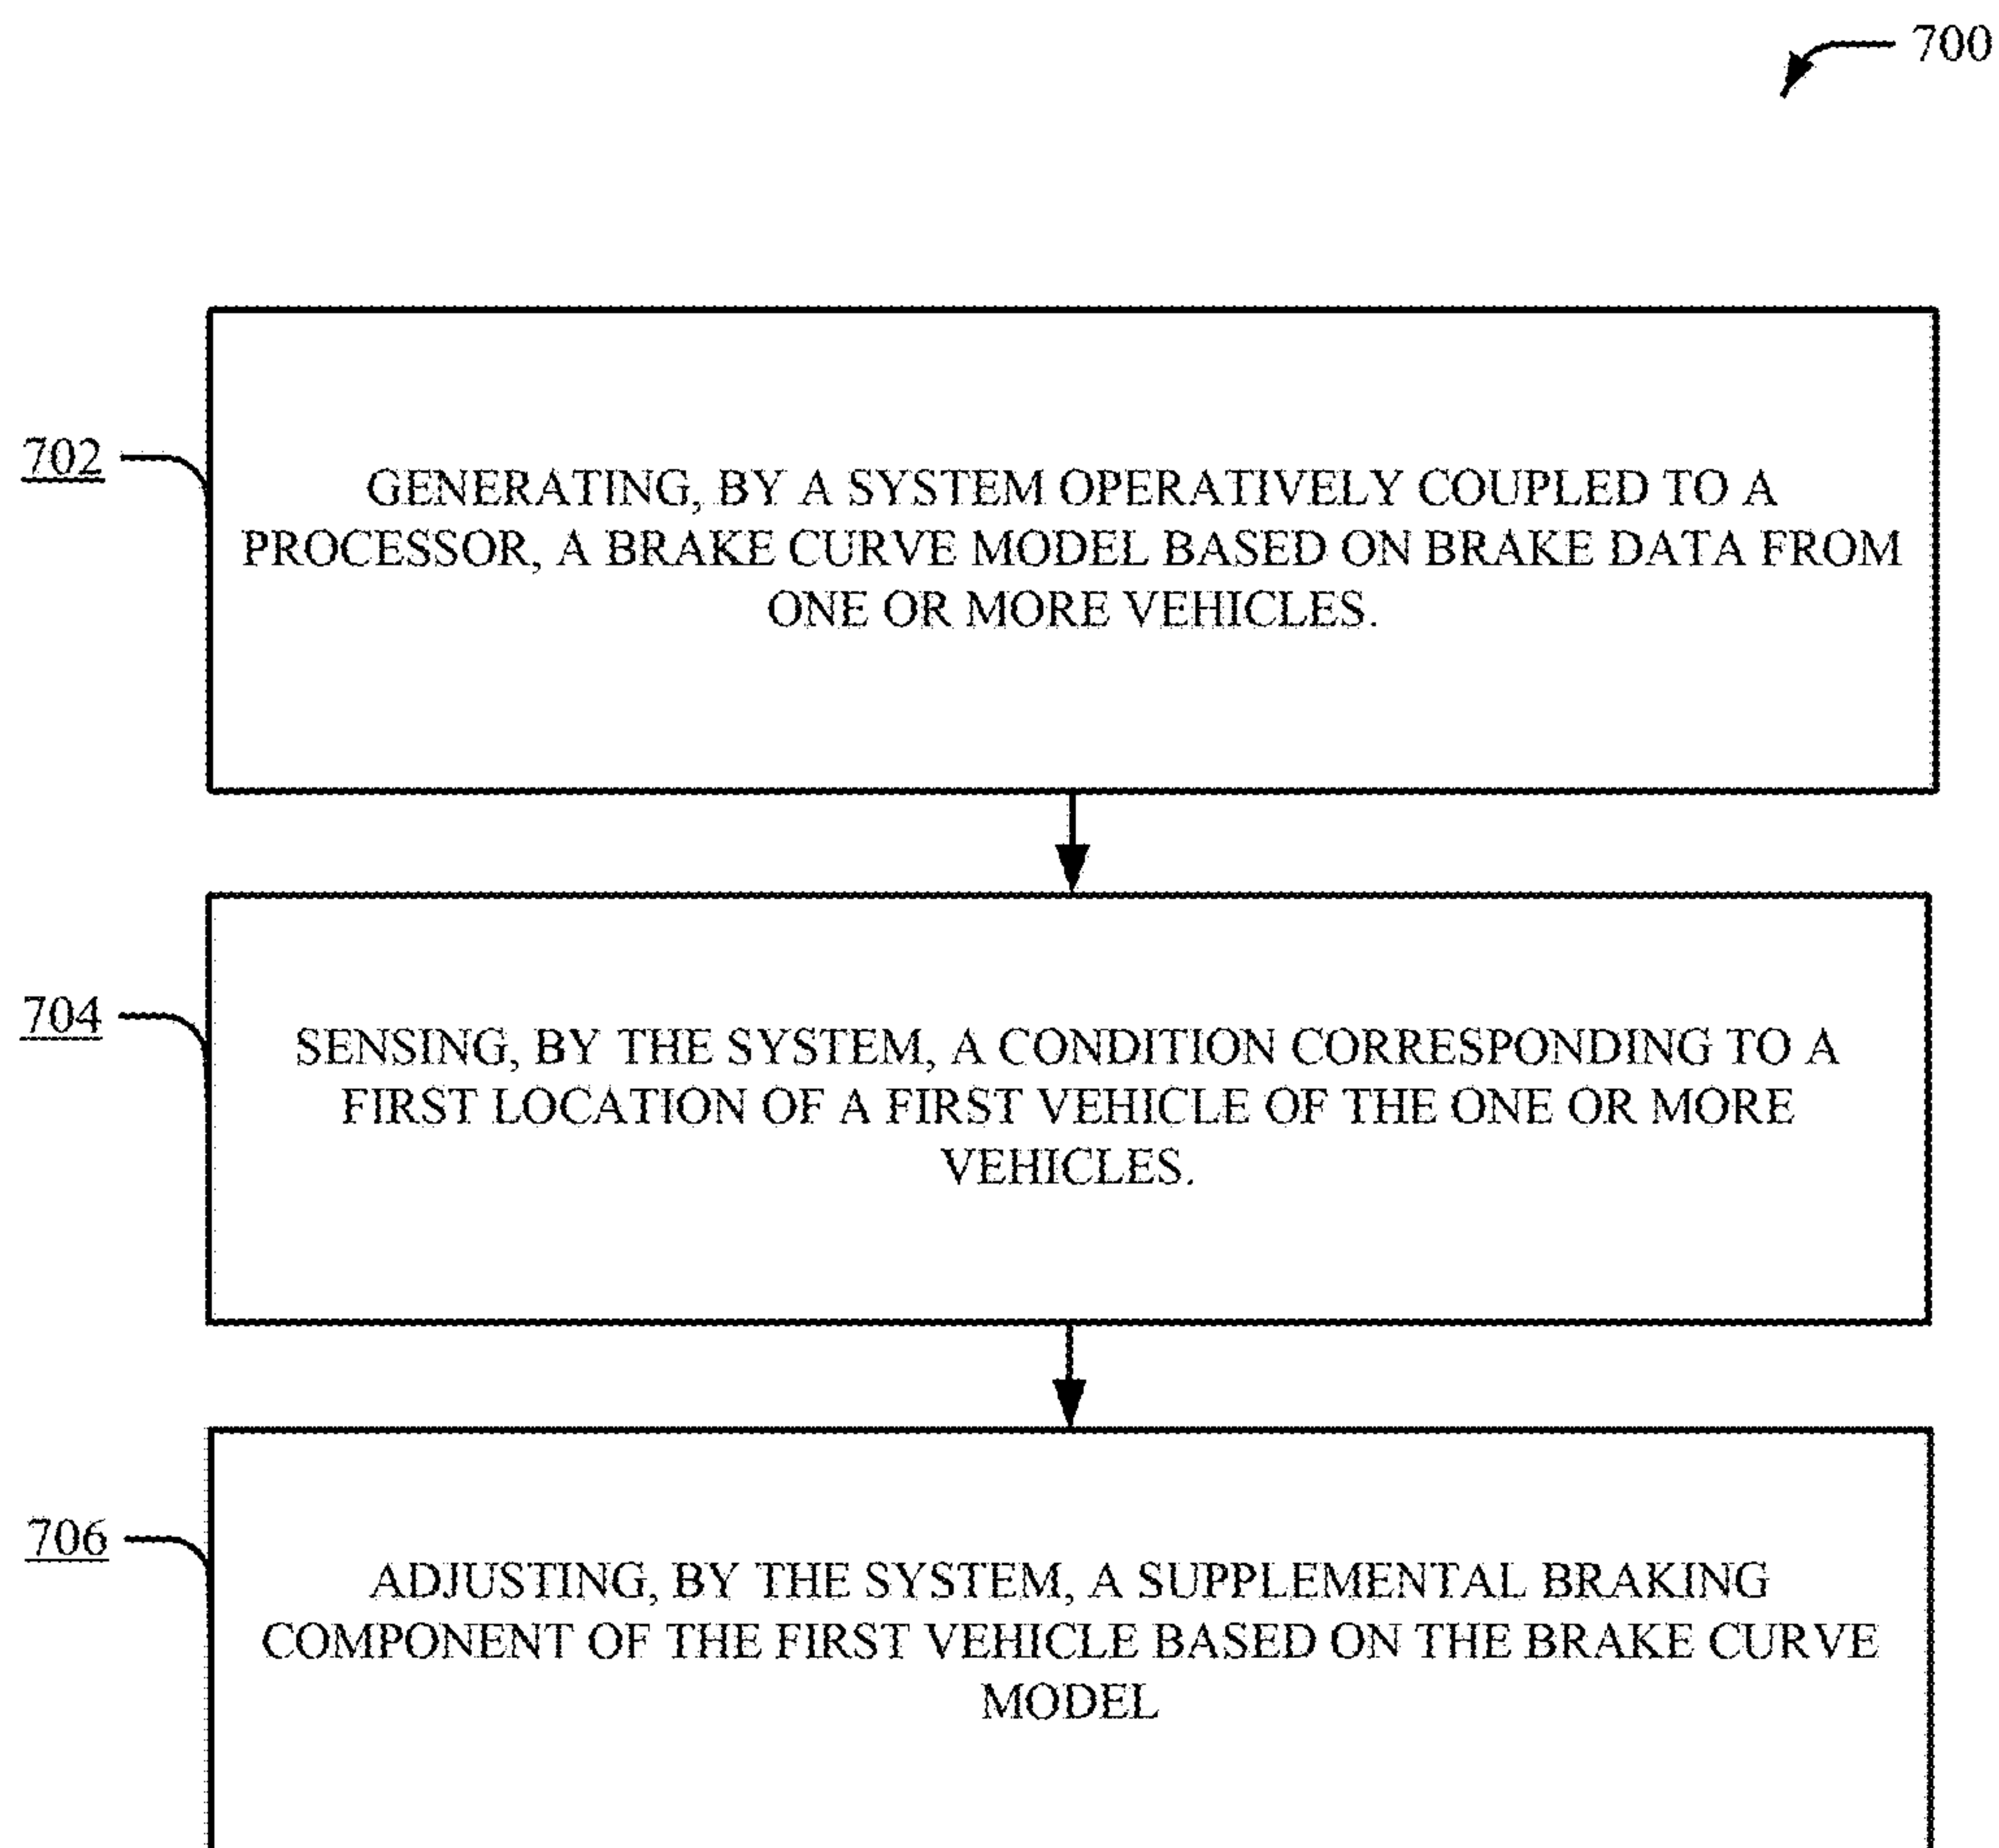 700
702
GENERATING, BY A SYSTEM OPERATIVELY COUPLED TO A
PROCESSOR, A BRAKE CURVE MODEL BASED ON BRAKE DATA FROM
ONE OR MORE VEHICLES.
704
SENSING, BY THE SYSTEM, A CONDITION CORRESPONDING TO A
FIRST LOCATION OF A FIRST VEHICLE OF THE ONE OR MORE
VEHICLES.
706
ADJUSTING, BY THE SYSTEM, A SUPPLEMENTAL BRAKING
COMPONENT OF THE FIRST VEHICLE BASED ON THE BRAKE CURVE
MODEL